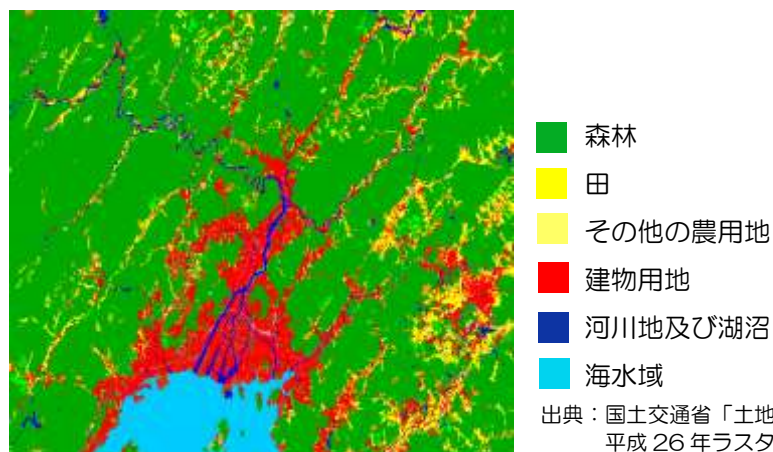 森林
田
その他の農用地
建物用地
河川地及び湖沼
海水域
出典：国土交通省「土地
平成 26 年ラスタ